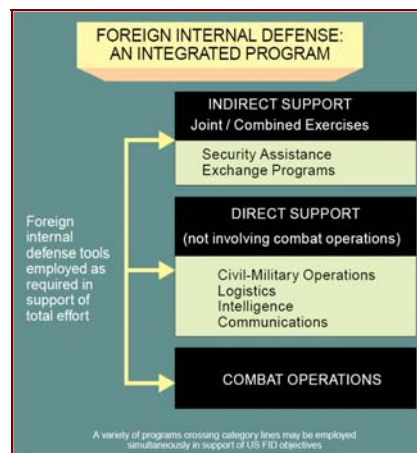 FOREIGN INTERNAL DEFENSE:
AN INTEGRATED PROGRAM
INDIRECT SUPPORT
Joint / Combined Exercises
Security Assistance
Exchange Programs
Foreign
internal
defense tools
employed as
required in
support of
total effort
DIRECT SUPPORT
(not involving combat operations)
Civil-Military Operations
Logistics
Intelligence
Communications
COMBAT OPERATIONS
A variety of programs crossing category lines may be employed
simultaneously in support of US FID objectives